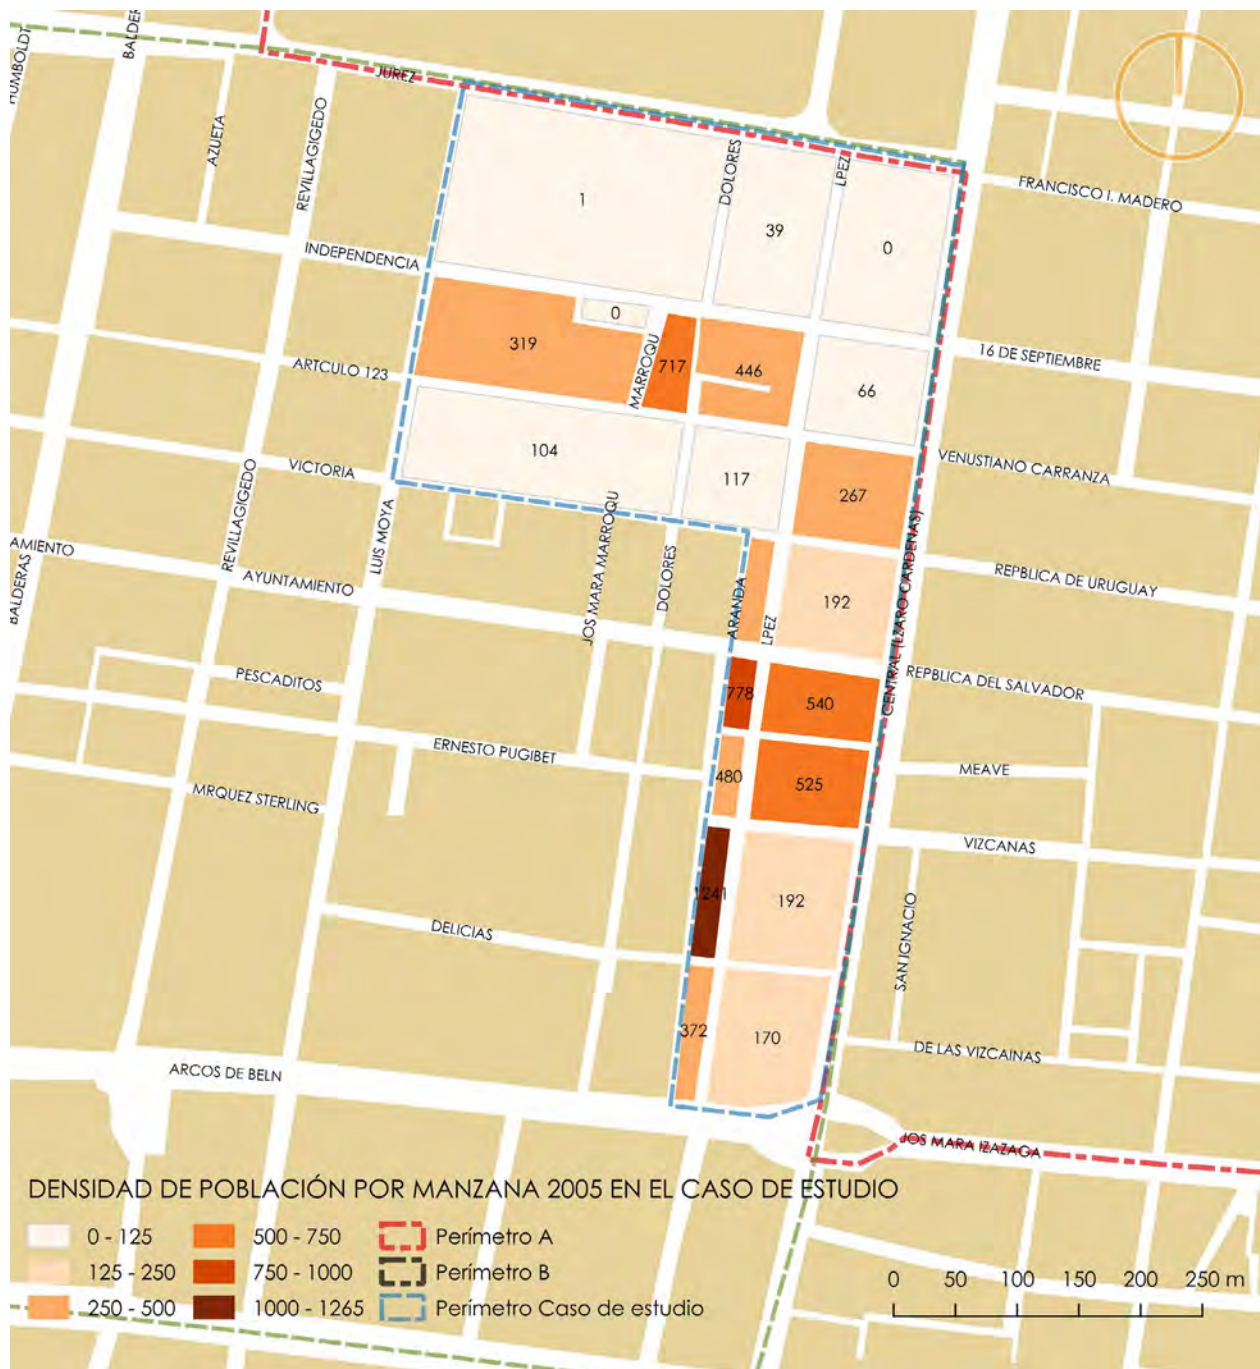 HUMBOLDT
BALDER
JUREZ
AZUETA
REVILLAGIGEDO
DOLORES
LPEZ
FRANCISCO I. MADERO
1
39
0
INDEPENDENCIA
0
319
MARROQU
717
446
66
16 DE SEPTIEMBRE
ARTCULO 123
104
117
267
VENUSTIANO CARRANZA
VICTORIA
REVILLAGIGEDO
LUIS MOYA
JOS MARA MARROQU
DOLORES
ARANDA
LPEZ
192
CENTRAL (LZARO CARDENAS)
REPBLICA DE URUGUAY
AMIENTO
BALDERAS
AYUNTAMIENTO
PESCADITOS
778
540
REPBLICA DEL SALVADOR
ERNESTO PUGIBET
480
525
MEAVE
MRQUEZ STERLING
VIZCANAS
1241
192
DELICIAS
SAN IGNACIO
372
170
DE LAS VIZCAINAS
ARCOS DE BELN
JOS MARA IZAZAGA
DENSIDAD DE POBLACIÓN POR MANZANA 2005 EN EL CASO DE ESTUDIO
0 - 125
500 - 750
Perímetro A
125 - 250
750 - 1000
Perímetro B
250 - 500
1000 - 1265
Perímetro Caso de estudio
0 50 100 150 200 250 m